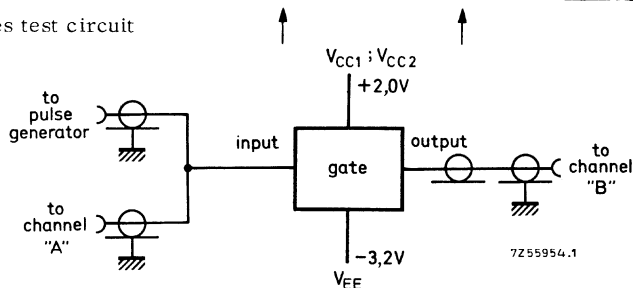 es test circuit
VCC1 ; VCC2
+2,0V
to
pulse
generator
input
gate
output
to
channel
"B"
to
channel
"A"
-3,2V
VEE
7Z55954.1